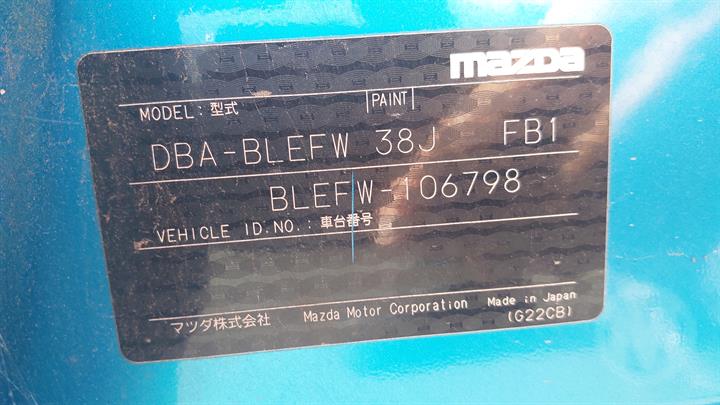 mazda
MODEL: 型式 PAINT
DBA-BLEFW 38J FB1
BLEFW-106798
VEHICLE ID.NO.: 車台番号
マツダ株式会社 Mazda Motor Corporation Made in Japan
(G22CB)
M